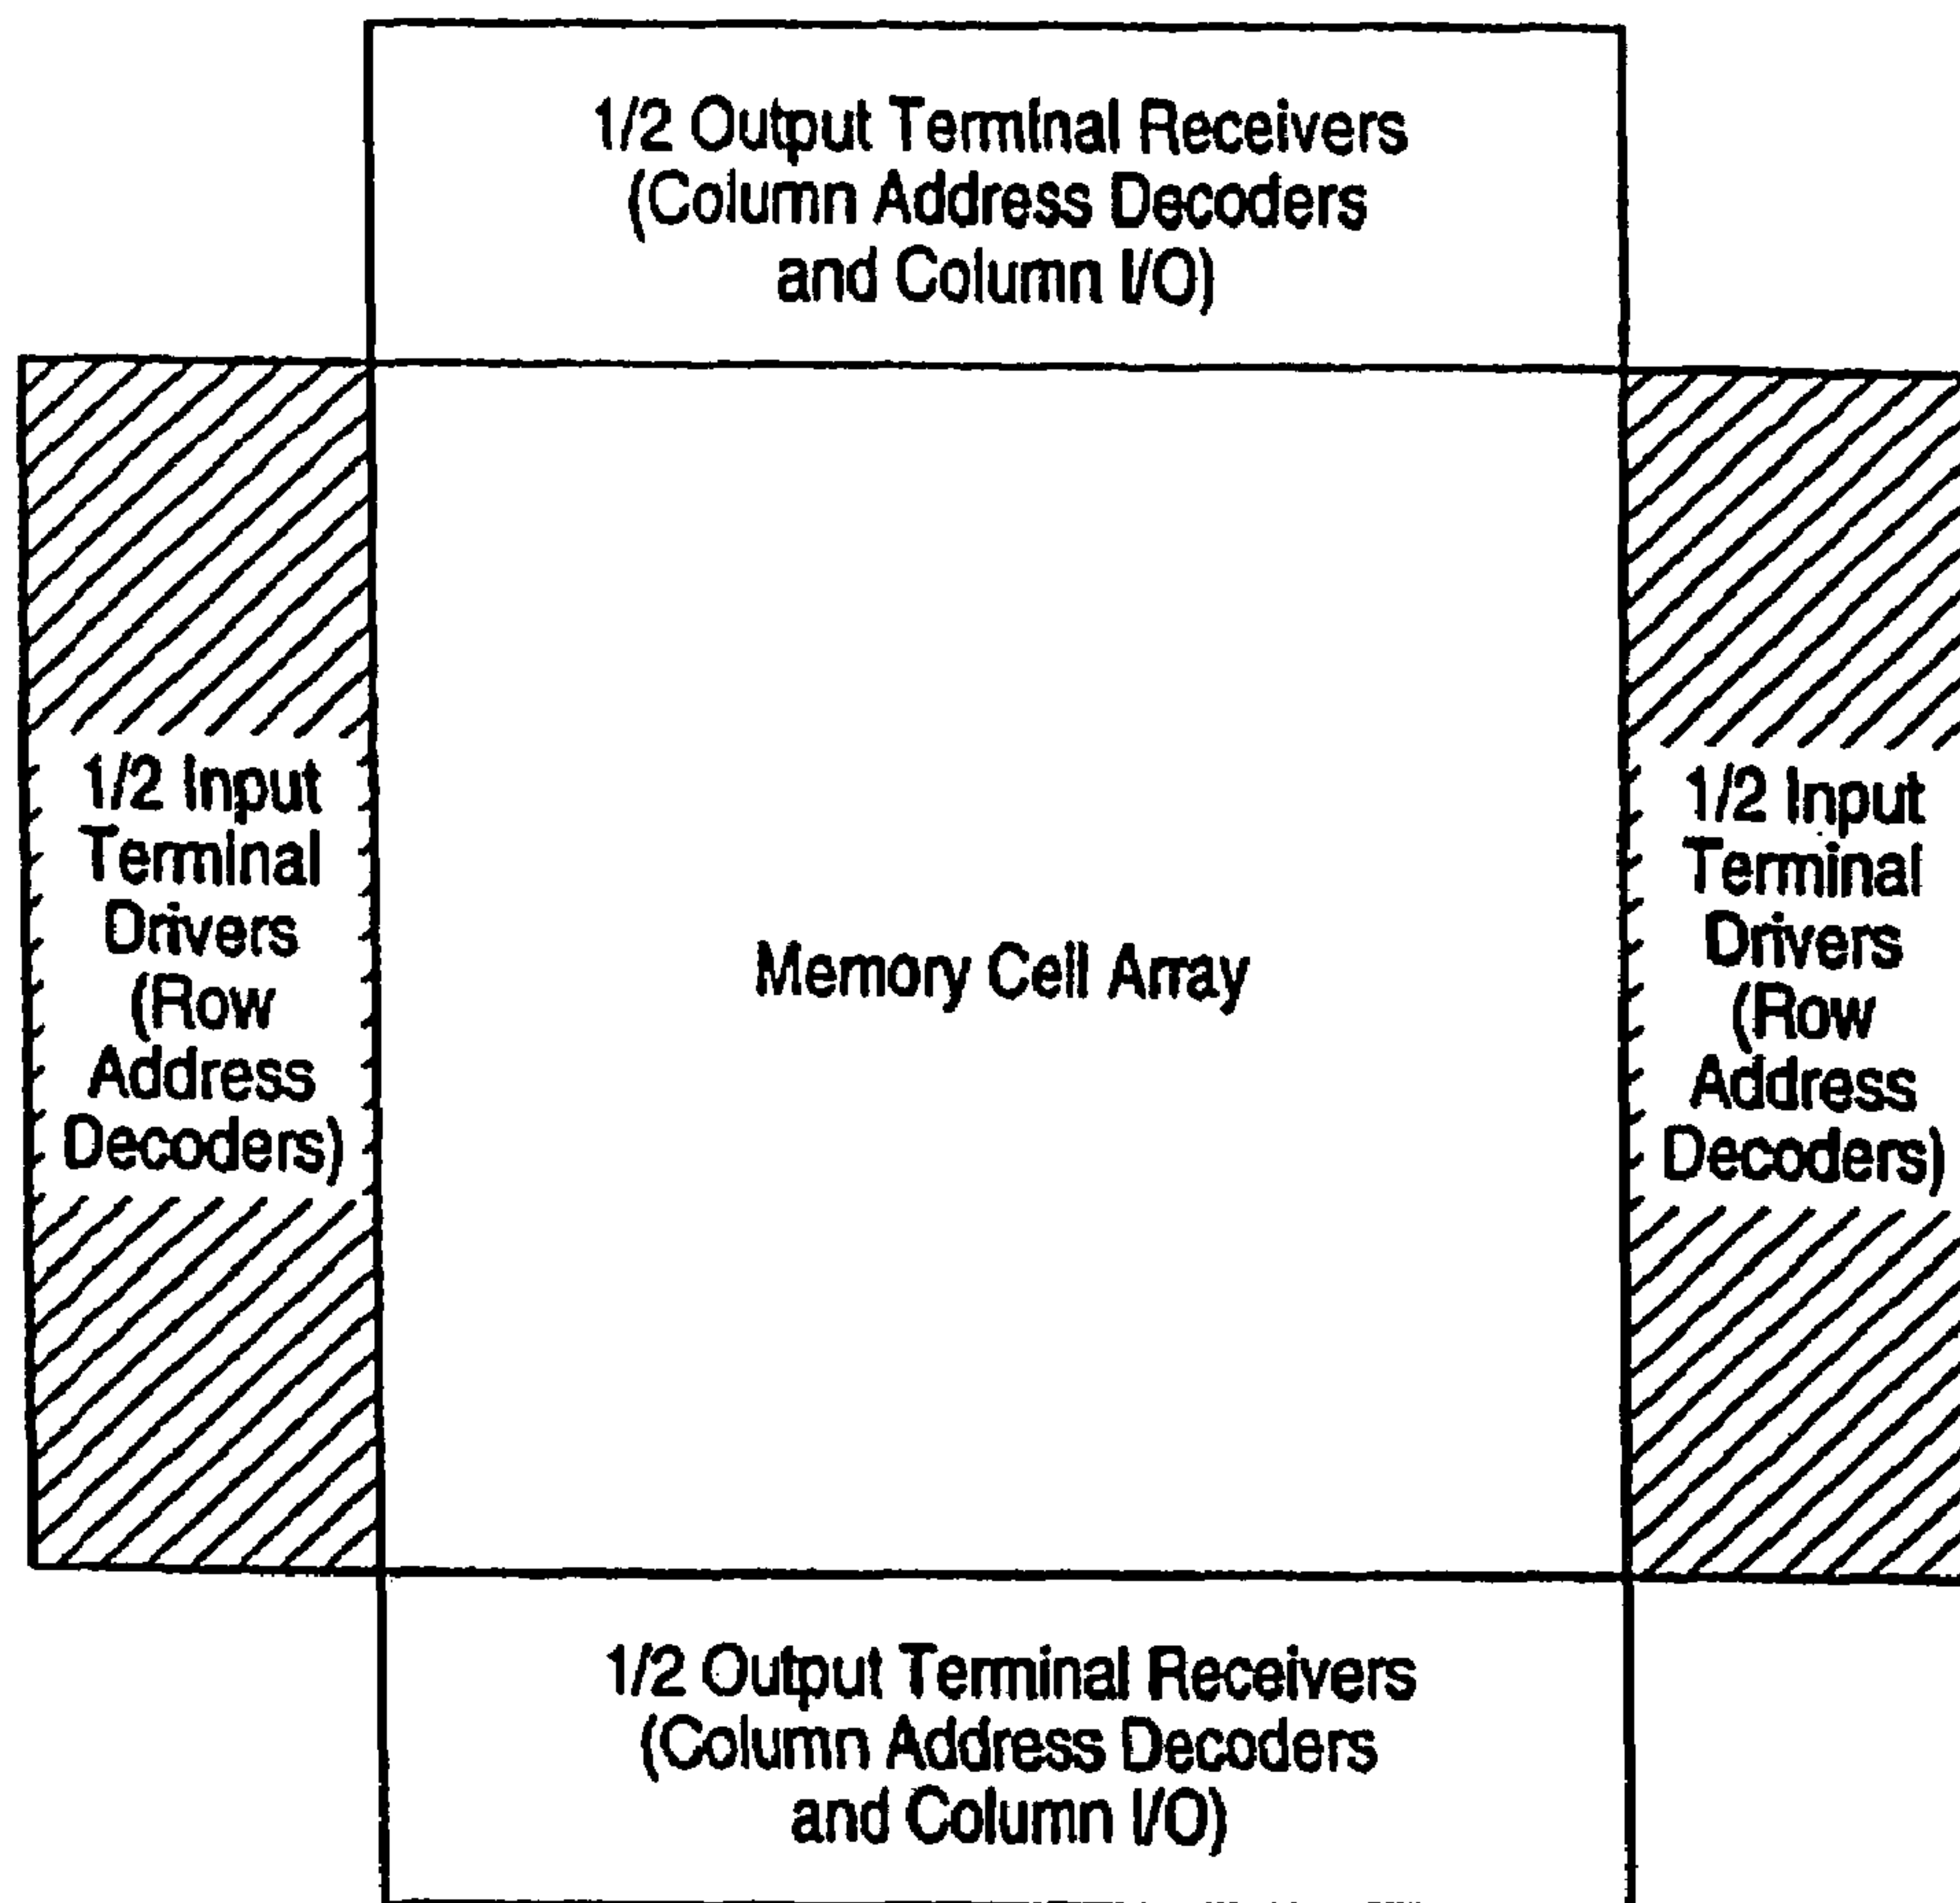 1/2 Output Terminal Receivers
(Column Address Decoders
and Column I/O)
1/2 Input
Terminal
Drivers
(Row
Address
Decoders)
Memory Cell Array
1/2 Input
Terminal
Drivers
(Row
Address
Decoders)
1/2 Output Terminal Receivers
(Column Address Decoders
and Column I/O)